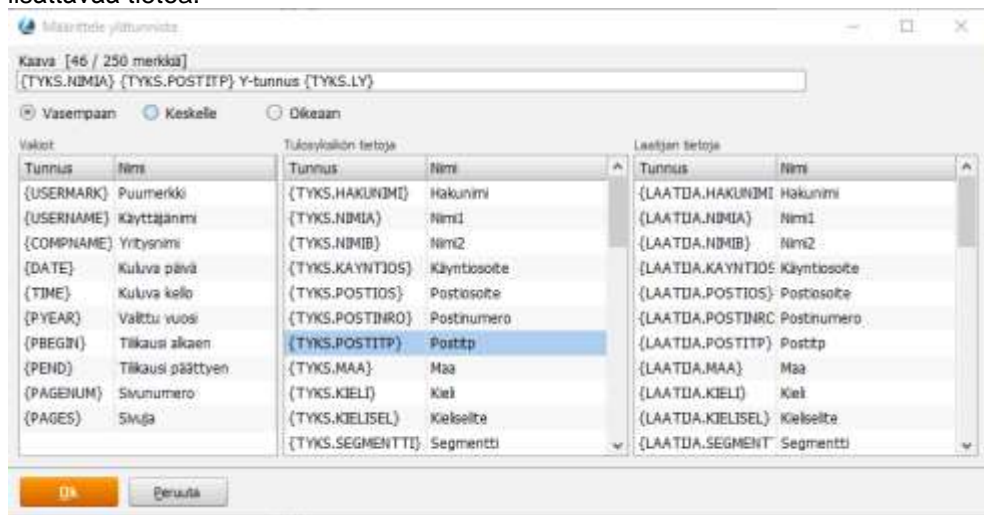 lisättävää tietoa.
Määrittele ylätunniste
Kaava [46 / 250 merkkiä]
{TYKS.NIMIA} {TYKS.POSTITP} Y-tunnus {TYKS.LY}
Vasempaan Keskelle Oikeaan
Vakiot Tulosyksikön tietoja Laatijan tietoja
Tunnus Nimi Tunnus Nimi Tunnus Nimi
{USERMARK} Puumerkki {TYKS.HAKUNIMI} Hakunimi {LAATIJA.HAKUNIMI Hakunimi
{USERNAME} Käyttäjänimi {TYKS.NIMIA} Nimi1 {LAATIJA.NIMIA} Nimi1
{COMPNAME} Yritysnimi {TYKS.NIMIB} Nimi2 {LAATIJA.NIMIB} Nimi2
{DATE} Kuluva päivä {TYKS.KAYNTIOS} Käyntiosoite {LAATIJA.KAYNTIOS Käyntiosoite
{TIME} Kuluva kello {TYKS.POSTIOS} Postiosoite {LAATIJA.POSTIOS} Postiosoite
{PYEAR} Valittu vuosi {TYKS.POSTINRO} Postinumero {LAATIJA.POSTINRC Postinumero
{PBEGIN} Tilikausi alkaen {TYKS.POSTITP} Postitp {LAATIJA.POSTITP} Postitp
{PEND} Tilikausi päättyen {TYKS.MAA} Maa {LAATIJA.MAA} Maa
{PAGENUM} Sivunumero {TYKS.KIELI} Kieli {LAATIJA.KIELI} Kieli
{PAGES} Sivuja {TYKS.KIELISEL} Kieliselite {LAATIJA.KIELISEL} Kieliselite
{TYKS.SEGMENTTI} Segmentti {LAATIJA.SEGMENT Segmentti
Ok Peruuta